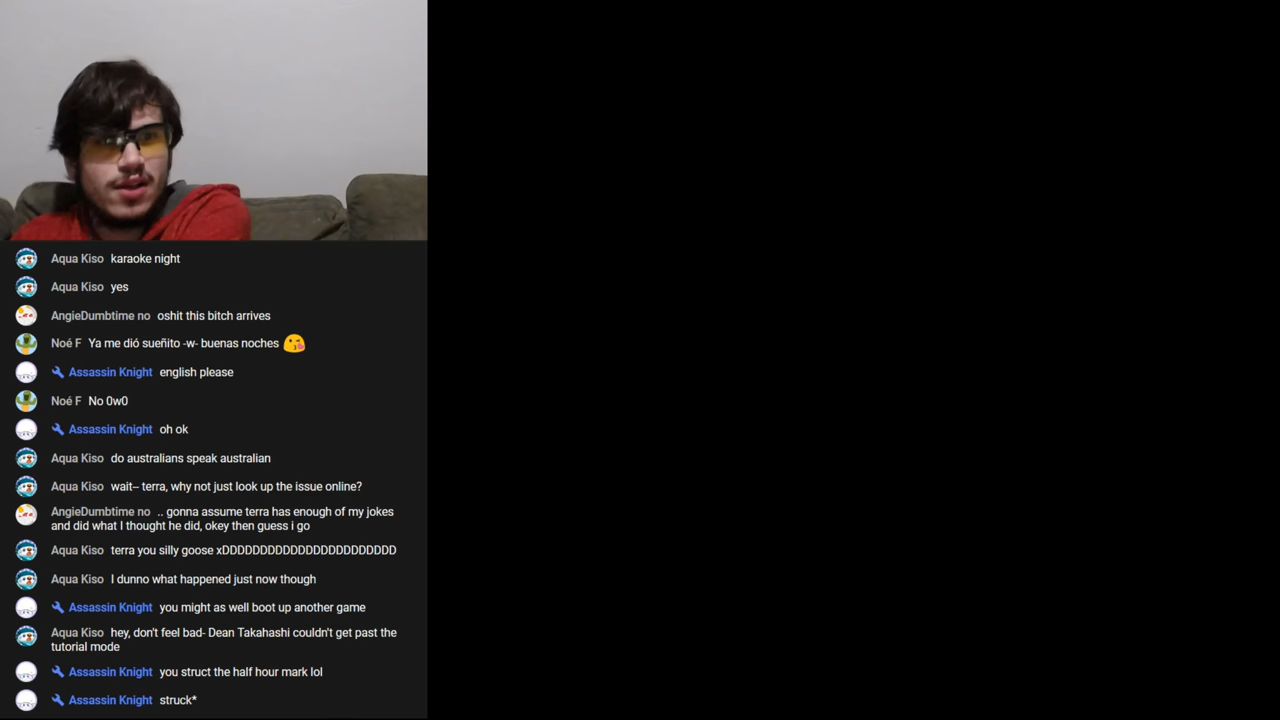 Aqua Kiso karaoke night
Aqua Kiso yes
AngieDumbtime no oshit this bitch arrives
Noé F Ya me dió sueñito -w- buenas noches 😘
Assassin Knight english please
Noé F No 0w0
Assassin Knight oh ok
Aqua Kiso do australians speak australian
Aqua Kiso wait-- terra, why not just look up the issue online?
AngieDumbtime no .. gonna assume terra has enough of my jokes
and did what I thought he did, okey then guess i go
Aqua Kiso terra you silly goose xDDDDDDDDDDDDDDDDDDDDDDD
Aqua Kiso I dunno what happened just now though
Assassin Knight you might as well boot up another game
Aqua Kiso hey, don't feel bad- Dean Takahashi couldn't get past the
tutorial mode
Assassin Knight you struct the half hour mark lol
Assassin Knight struck*